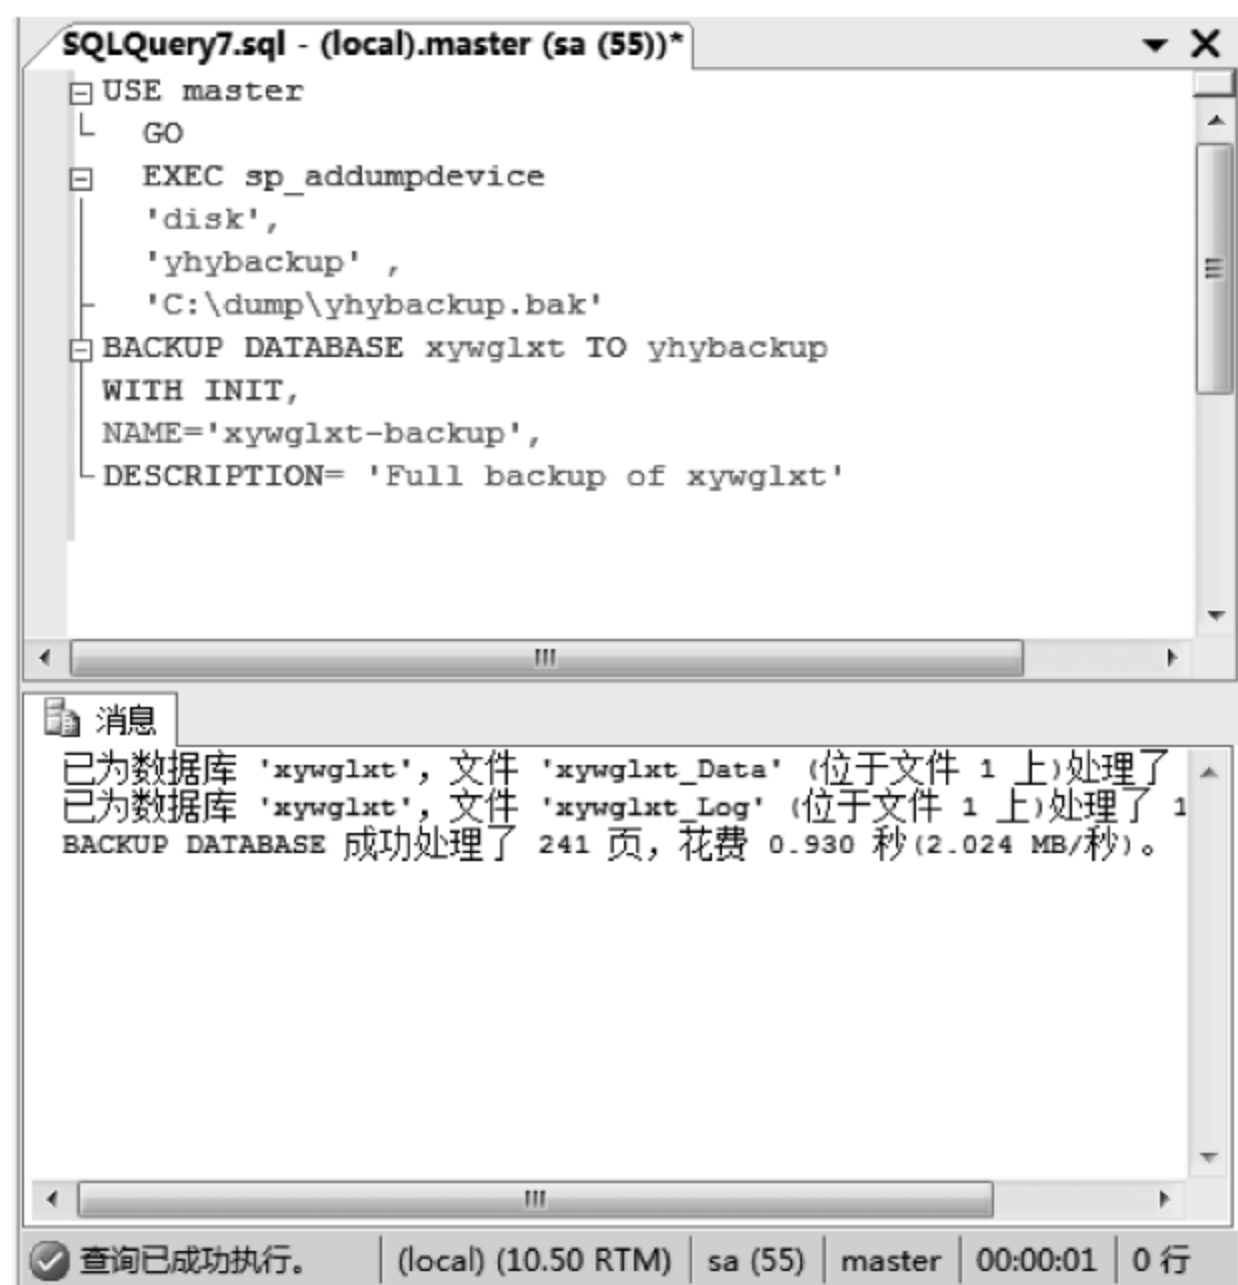 SQLQuery7.sql - (local).master (sa (55))*
USE master
GO
EXEC sp_addumpdevice
'disk',
'yhybackup' ,
'C:\dump\yhybackup.bak'
BACKUP DATABASE xywglxt TO yhybackup
WITH INIT,
NAME='xywglxt-backup',
DESCRIPTION= 'Full backup of xywglxt'
消息
已为数据库 'xywglxt', 文件 'xywglxt_Data' (位于文件 1 上)处理了
已为数据库 'xywglxt', 文件 'xywglxt_Log' (位于文件 1 上)处理了 1
BACKUP DATABASE 成功处理了 241 页, 花费 0.930 秒(2.024 MB/秒)。
查询已成功执行。 (local) (10.50 RTM) sa (55) master 00:00:01 0 行